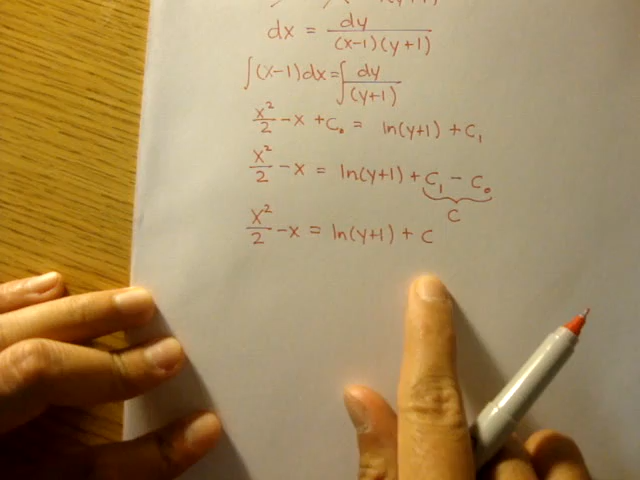 dx = dy / (x-1)(y+1)
∫(x-1)dx = ∫ dy / (y+1)
x²/2 - x + C₀ = ln(y+1) + C₁
x²/2 - x = ln(y+1) + C₁ - C₀
C
x²/2 - x = ln(y+1) + C